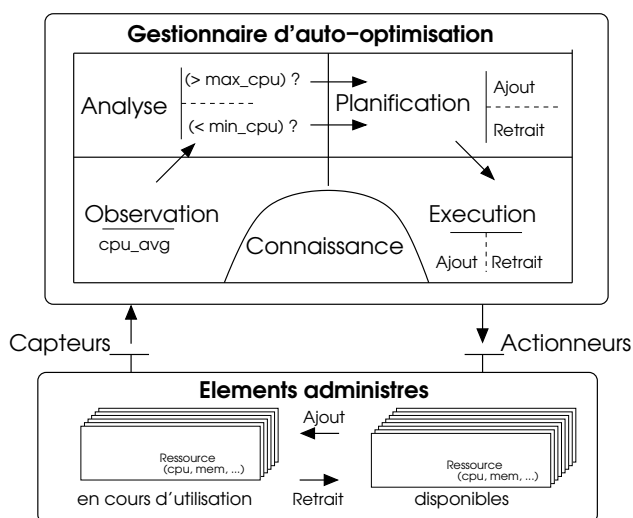 Gestionnaire d'auto-optimisation
Analyse
(> max_cpu) ?
(< min_cpu) ?
Planification
Ajout
Retrait
Observation
cpu_avg
Connaissance
Execution
Ajout
Retrait
Capteurs
Actionneurs
Elements administres
Ressource
(cpu, mem, ...)
en cours d'utilisation
Ajout
Retrait
Ressource
(cpu, mem, ...)
disponibles